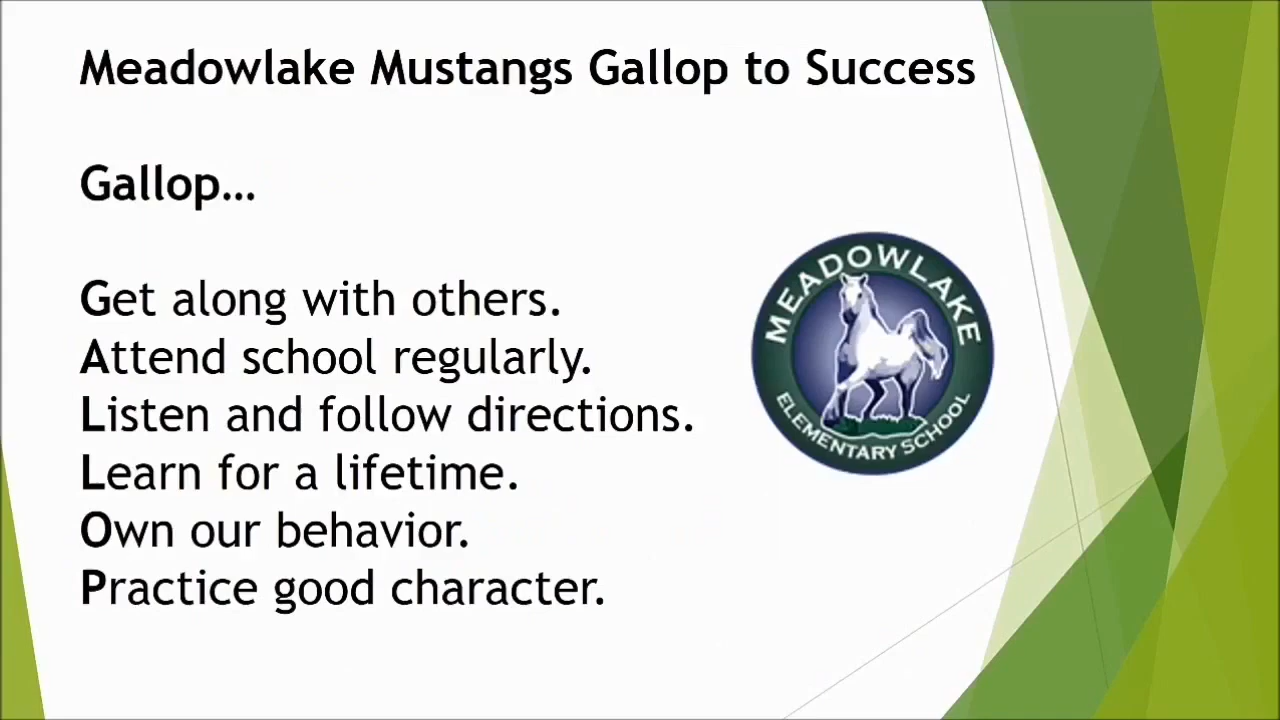 Meadowlake Mustangs Gallop to Success
Gallop…
Get along with others.
Attend school regularly.
Listen and follow directions.
Learn for a lifetime.
Own our behavior.
Practice good character.
MEADOWLAKE
ELEMENTARY SCHOOL